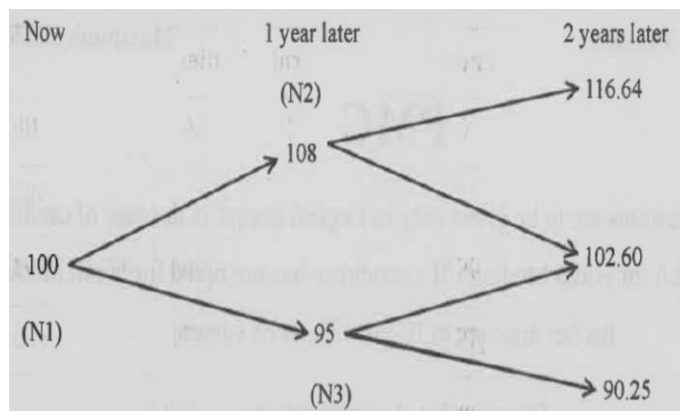 Now 1 year later 2 years later
(N2) 116.64
108
100 102.60
(N1) 95
(N3) 90.25